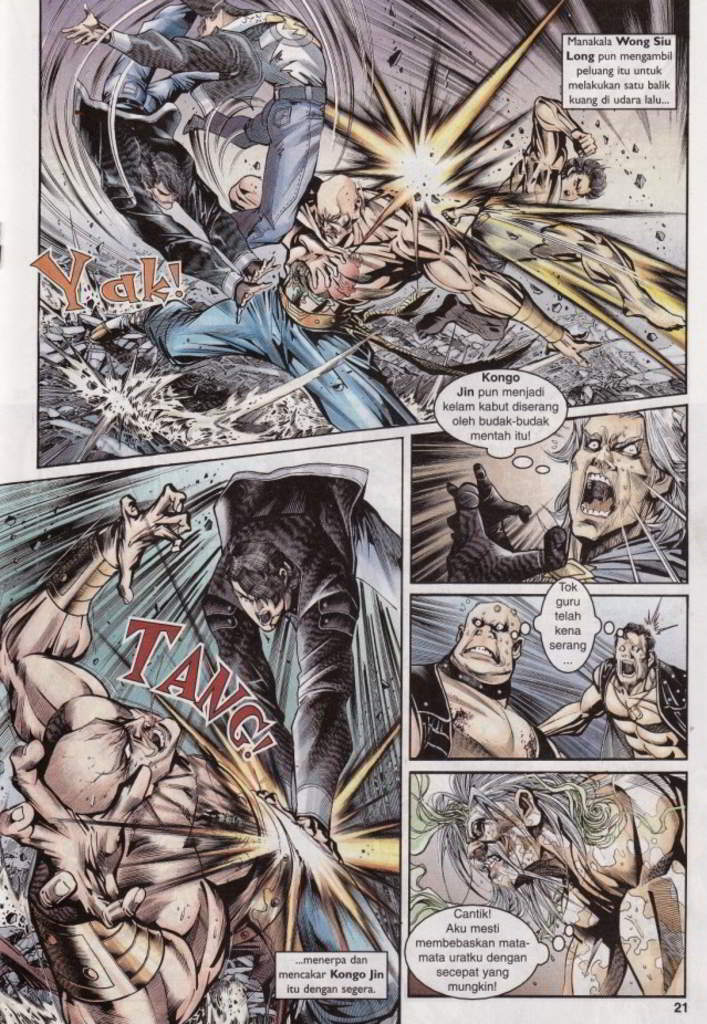 Manakala Wong Siu
Long pun mengambil
peluang itu untuk
melakukan satu balik
kuang di udara lalu...
Yak!
Kongo
Jin pun menjadi
kelam kabut diserang
oleh budak-budak
mentah itu!
Tok
guru
telah
kena
serang
...
TANG!
Cantik!
Aku mesti
membebaskan mata-
mata uratku dengan
secepat yang
mungkin!
...menerpa dan
mencakar Kongo Jin
itu dengan segera.
21